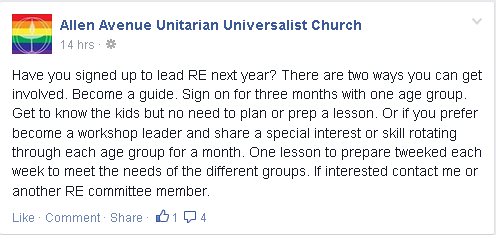 Allen Avenue Unitarian Universalist Church
14 hrs ·
Have you signed up to lead RE next year? There are two ways you can get
involved. Become a guide. Sign on for three months with one age group.
Get to know the kids but no need to plan or prep a lesson. Or if you prefer
become a workshop leader and share a special interest or skill rotating
through each age group for a month. One lesson to prepare tweeked each
week to meet the needs of the different groups. If interested contact me or
another RE committee member.
Like · Comment · Share · 1 4